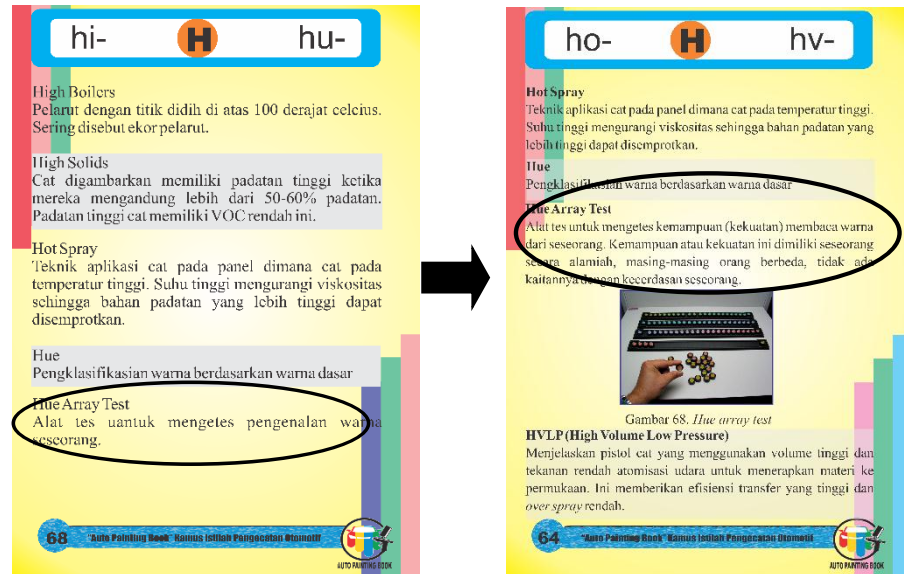 hi-
H
hu-
High Boilers
Pelarut dengan titik didih di atas 100 derajat celcius.
Sering disebut ekor pelarut.
High Solids
Cat digambarkan memiliki padatan tinggi ketika
mereka mengandung lebih dari 50-60% padatan.
Padatan tinggi cat memiliki VOC rendah ini.
Hot Spray
Teknik aplikasi cat pada panel dimana cat pada
temperatur tinggi. Suhu tinggi mengurangi viskositas
sehingga bahan padatan yang lebih tinggi dapat
disemprotkan.
Hue
Pengklasifikasian warna berdasarkan warna dasar
Hue Array Test
Alat tes uantuk mengetes pengenalan warna
seseorang.
68
"Auto Painting Book" Kamus Istilah Pengecatan Otomotif
AUTO PAINTING BOOK
ho-
H
hv-
Hot Spray
Teknik aplikasi cat pada panel dimana cat pada temperatur tinggi.
Suhu tinggi mengurangi viskositas sehingga bahan padatan yang
lebih tinggi dapat disemprotkan.
Hue
Pengklasifikasian warna berdasarkan warna dasar
Hue Array Test
Alat tes untuk mengetes kemampuan (kekuatan) membaca warna
dari seseorang. Kemampuan atau kekuatan ini dimiliki seseorang
secara alamiah, masing-masing orang berbeda, tidak ada
kaitannya dengan kecerdasan seseorang.
Gambar 68. Hue array test
HVLP (High Volume Low Pressure)
Menjelaskan pistol cat yang menggunakan volume tinggi dan
tekanan rendah atomisasi udara untuk menerapkan materi ke
permukaan. Ini memberikan efisiensi transfer yang tinggi dan
over spray rendah.
64
"Auto Painting Book" Kamus Istilah Pengecatan Otomotif
AUTO PAINTING BOOK